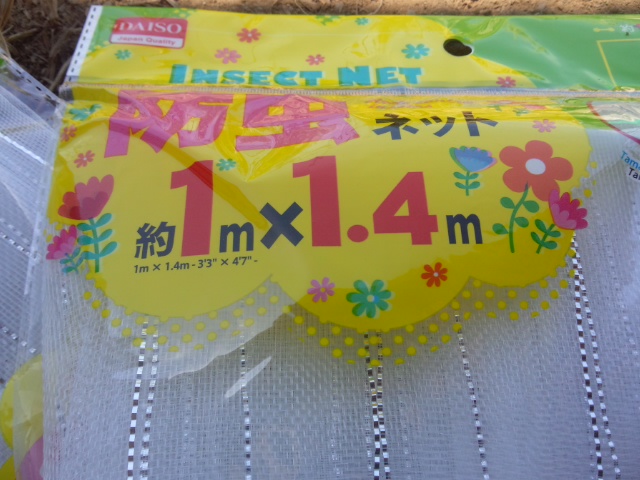 DAISO
Japan Quality
INSECT NET
防虫ネット
約1m×1.4m
1m × 1.4m - 3'3" × 4'7" -